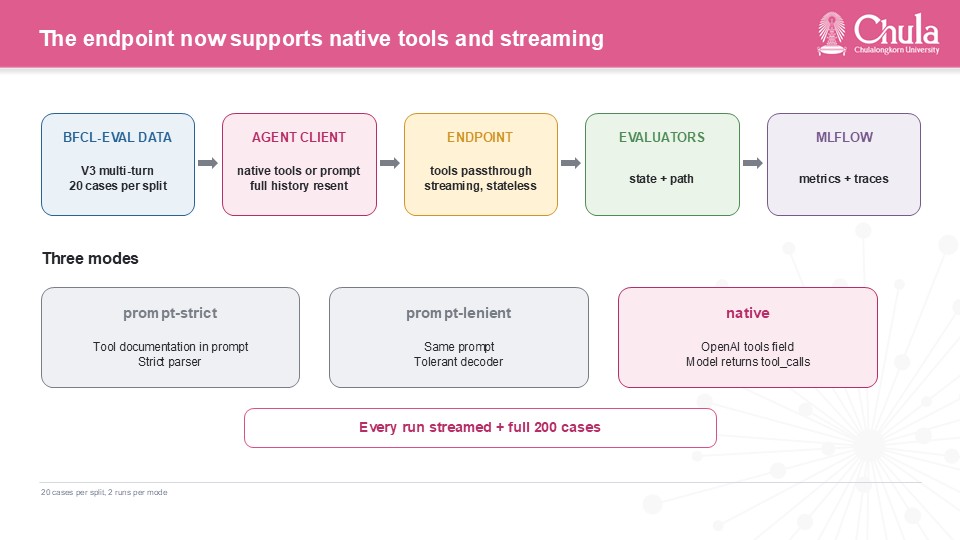 The endpoint now supports native tools and streaming
Chula
Chulalongkorn University
BFCL-EVAL DATA
V3 multi-turn
20 cases per split
AGENT CLIENT
native tools or prompt
full history resent
ENDPOINT
tools passthrough
streaming, stateless
EVALUATORS
state + path
MLFLOW
metrics + traces
Three modes
prompt-strict
Tool documentation in prompt
Strict parser
prompt-lenient
Same prompt
Tolerant decoder
native
OpenAI tools field
Model returns tool_calls
Every run streamed + full 200 cases
20 cases per split, 2 runs per mode